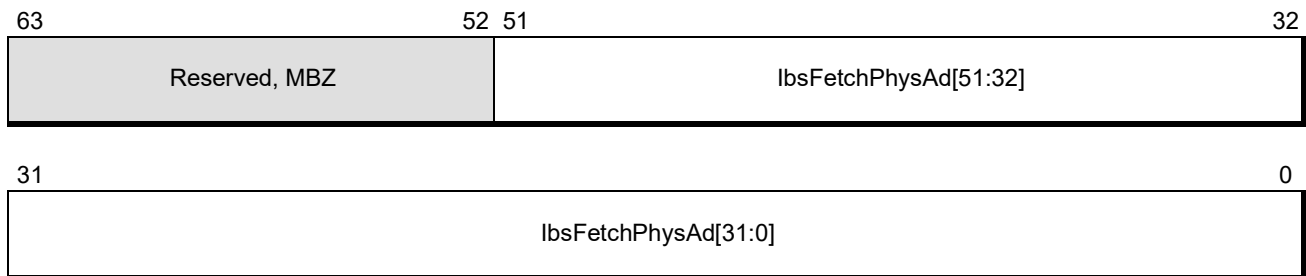 63 52 51 32
Reserved, MBZ IbsFetchPhysAd[51:32]
31 0
IbsFetchPhysAd[31:0]